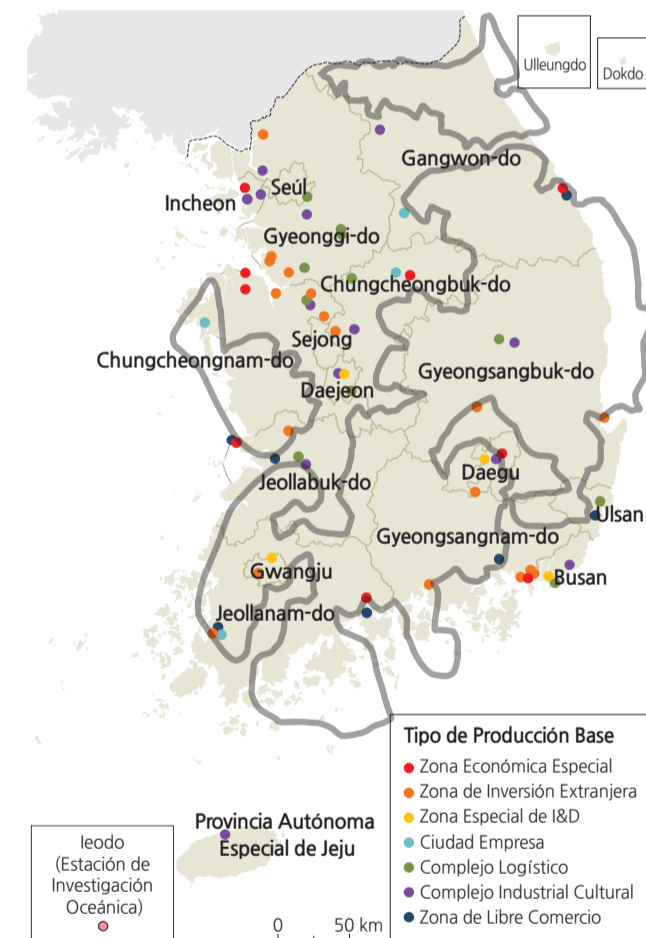 Ulleungdo
Dokdo
Gangwon-do
Seúl
Incheon
Gyeonggi-do
Chungcheongbuk-do
Sejong
Chungcheongnam-do
Gyeongsangbuk-do
Daejeon
Daegu
Jeollabuk-do
Ulsan
Gyeongsangnam-do
Gwangju
Busan
Jeollanam-do
Tipo de Producción Base
Zona Económica Especial
Zona de Inversión Extranjera
Zona Especial de I&D
Ciudad Empresa
Complejo Logístico
Complejo Industrial Cultural
Zona de Libre Comercio
Provincia Autónoma
Especial de Jeju
Ieodo
(Estación de
Investigación
Oceánica)
0 50 km